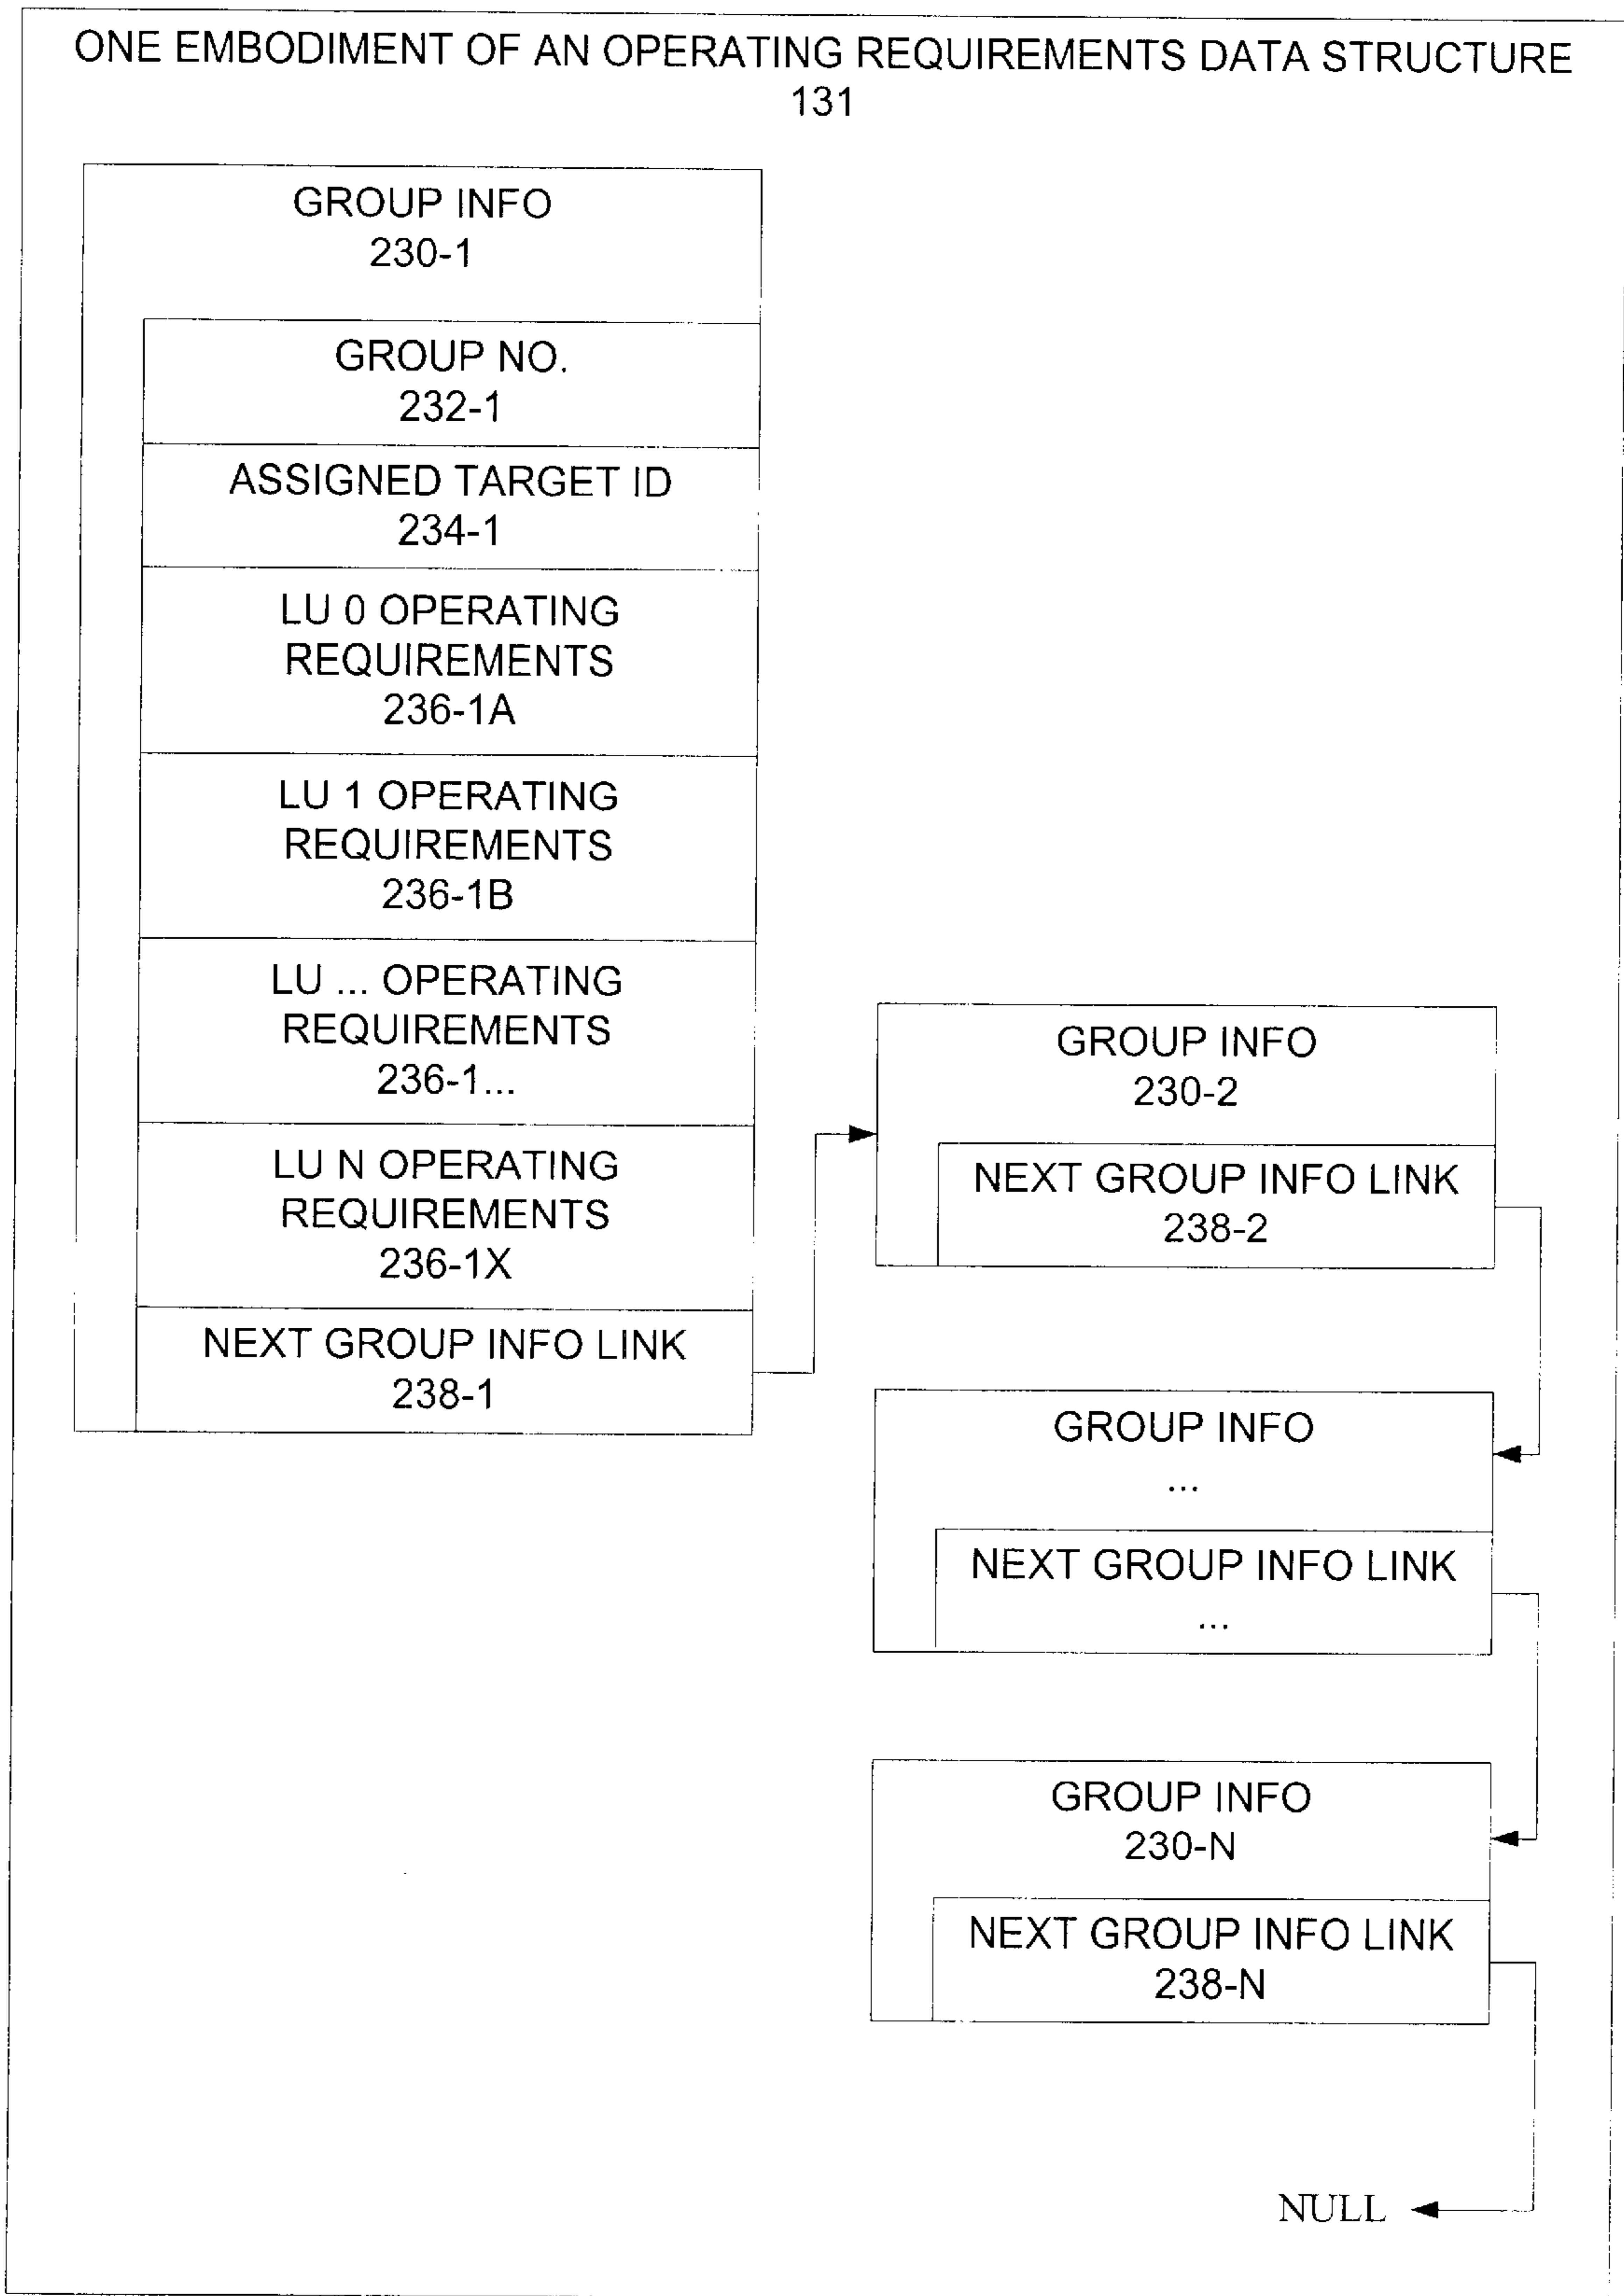 ONE EMBODIMENT OF AN OPERATING REQUIREMENTS DATA STRUCTURE
131
GROUP INFO
230-1
GROUP NO.
232-1
ASSIGNED TARGET ID
234-1
LU 0 OPERATING
REQUIREMENTS
236-1A
LU 1 OPERATING
REQUIREMENTS
236-1B
LU ... OPERATING
REQUIREMENTS
236-1...
LU N OPERATING
REQUIREMENTS
236-1X
NEXT GROUP INFO LINK
238-1
GROUP INFO
230-2
NEXT GROUP INFO LINK
238-2
GROUP INFO
...
NEXT GROUP INFO LINK
...
GROUP INFO
230-N
NEXT GROUP INFO LINK
238-N
NULL